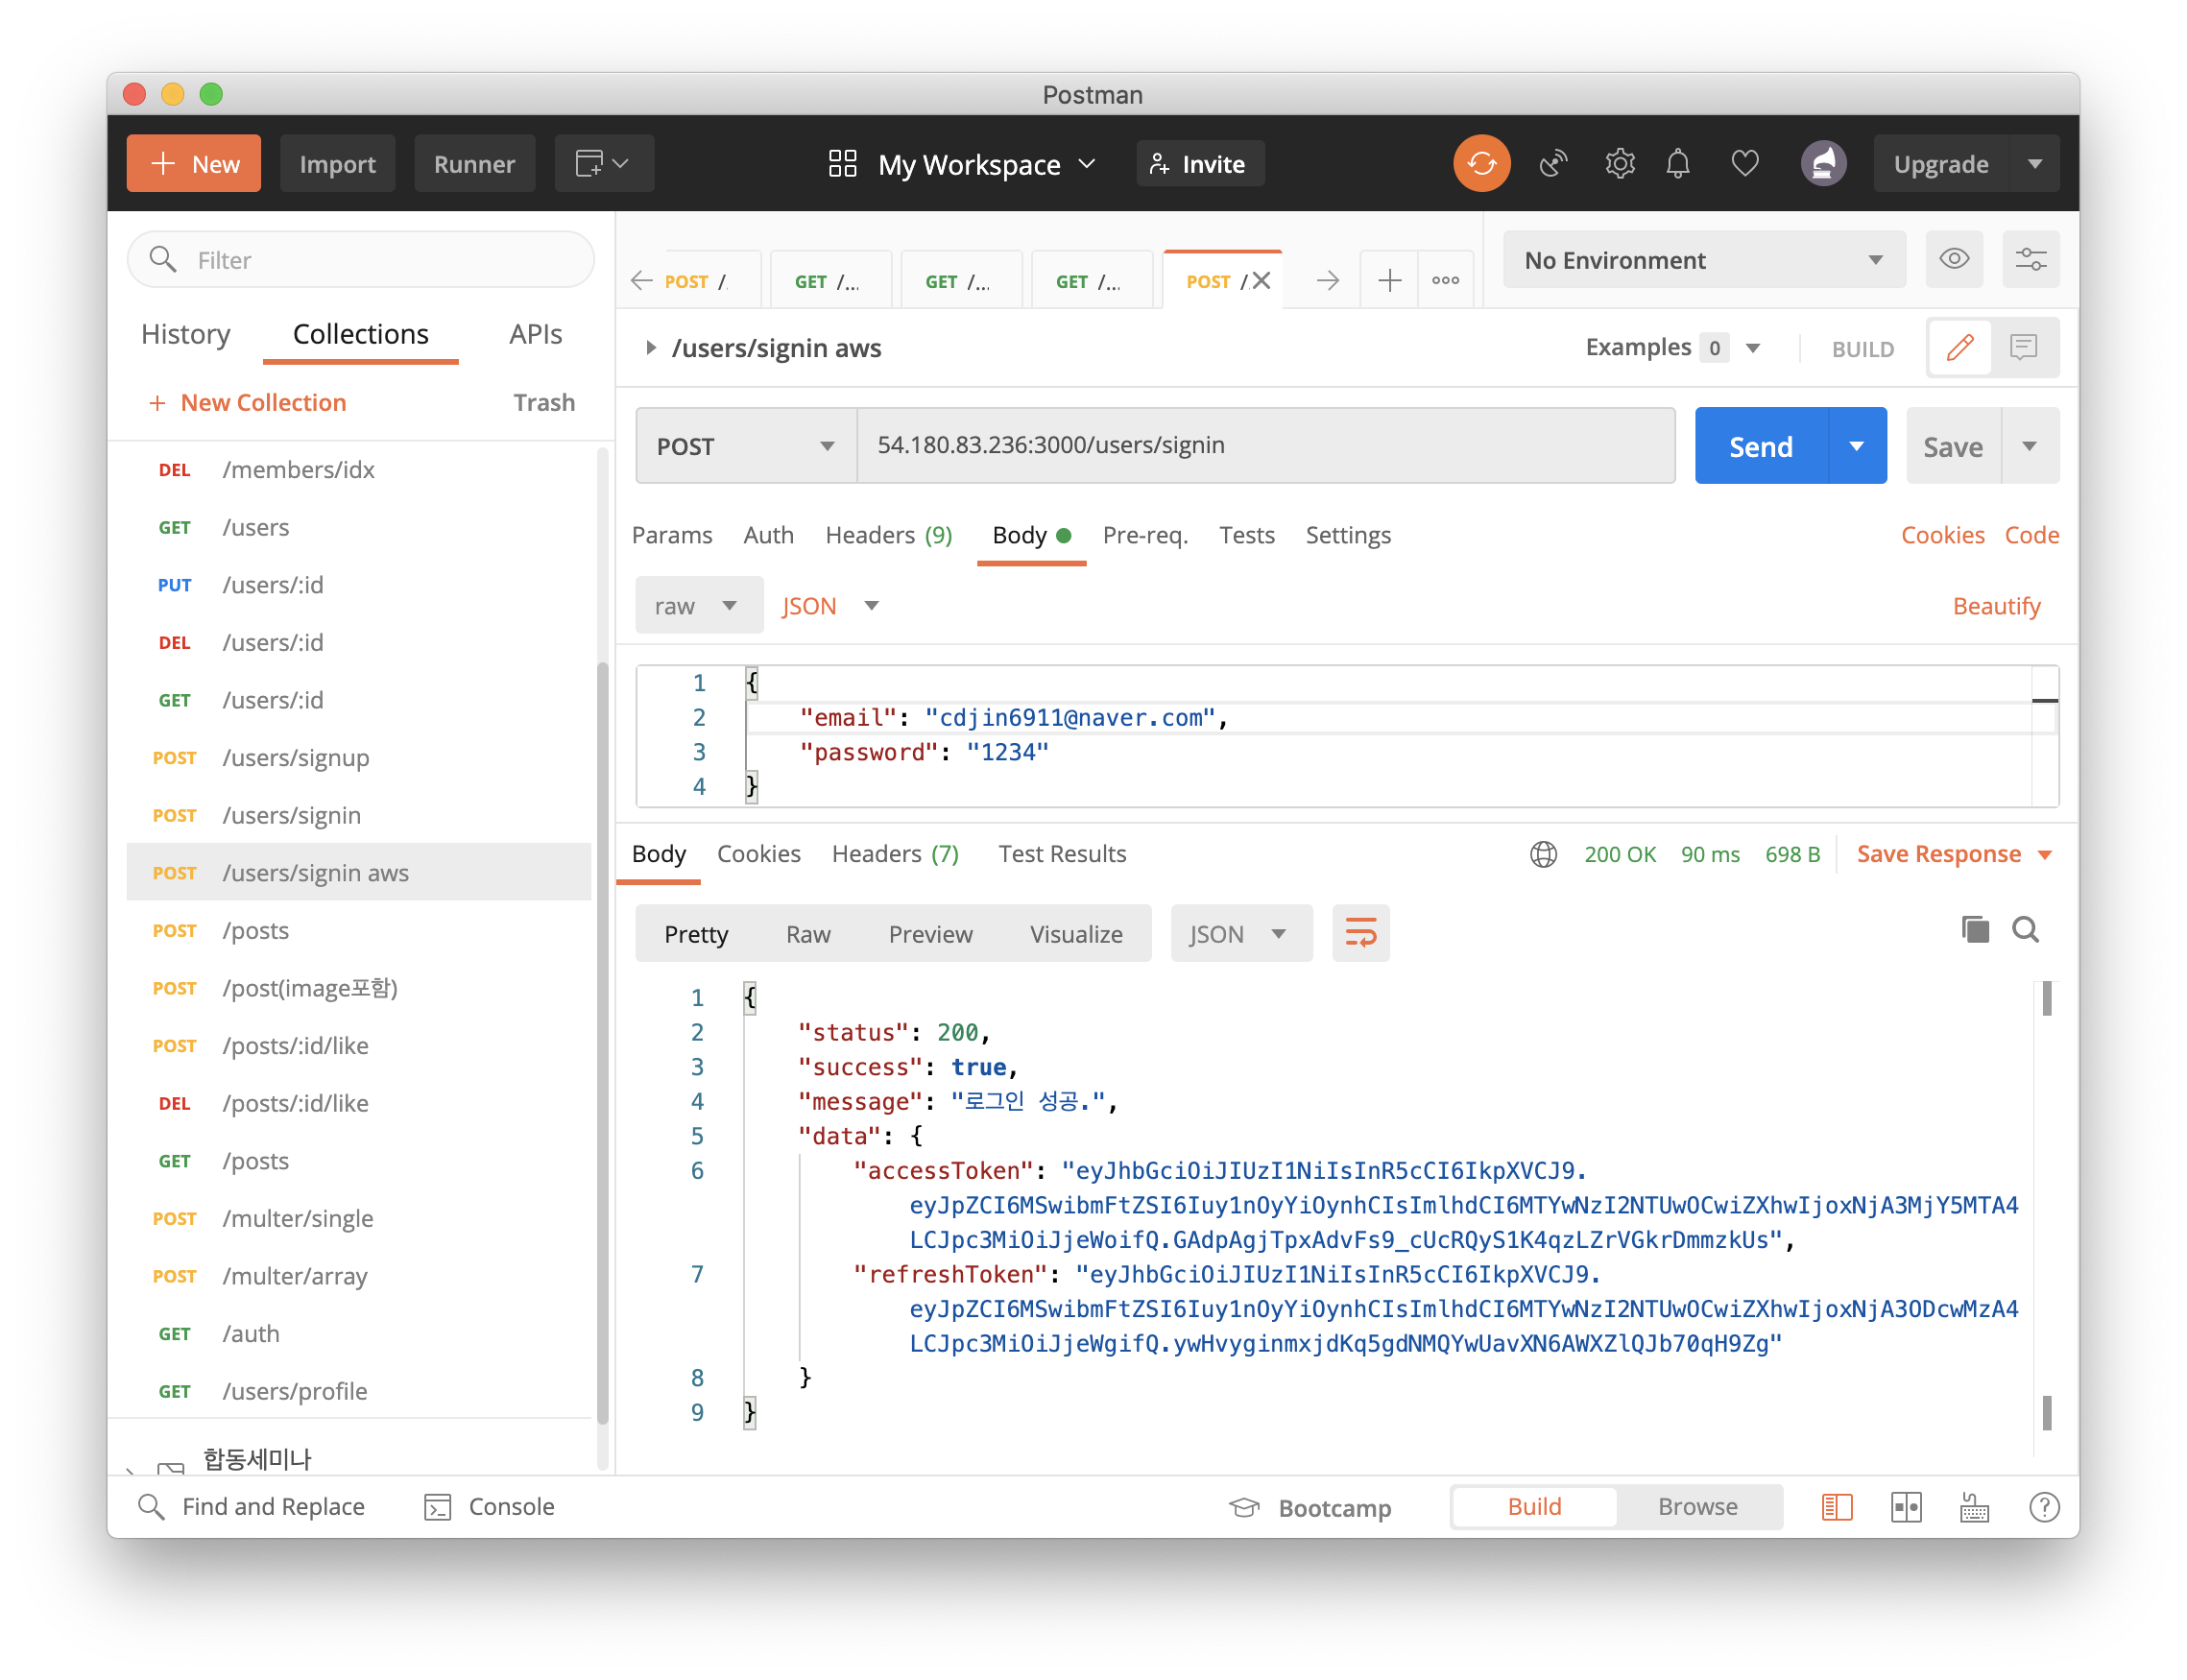 Postman
New
Import
Runner
My Workspace
Invite
Upgrade
Filter
History
Collections
APIs
+ New Collection
Trash
DEL /members/idx
GET /users
PUT /users/:id
DEL /users/:id
GET /users/:id
POST /users/signup
POST /users/signin
POST /users/signin aws
POST /posts
POST /post(image포함)
POST /posts/:id/like
DEL /posts/:id/like
GET /posts
POST /multer/single
POST /multer/array
GET /auth
GET /users/profile
합동세미나
POST /.
GET /...
GET /...
GET /...
POST /.
No Environment
/users/signin aws
Examples 0
BUILD
POST
54.180.83.236:3000/users/signin
Send
Save
Params
Auth
Headers (9)
Body
Pre-req.
Tests
Settings
Cookies
Code
raw
JSON
Beautify
1 {
2 "email": "cdjin6911@naver.com",
3 "password": "1234"
4 }
Body
Cookies
Headers (7)
Test Results
200 OK
90 ms
698 B
Save Response
Pretty
Raw
Preview
Visualize
JSON
1 {
2 "status": 200,
3 "success": true,
4 "message": "로그인 성공.",
5 "data": {
6 "accessToken": "eyJhbGciOiJIUzI1NiIsInR5cCI6IkpXVCJ9.
eyJpZCI6MSwibmFtZSI6Iuy1nOyYiOynhCIsImlhdCI6MTYwNzI2NTUwOCwiZXhwIjoxNjA3MjY5MTA4
LCJpc3MiOiJjeWoifQ.GAdpAgjTpxAdvFs9_cUcRQyS1K4qzLZrVGkrDmmzkUs",
7 "refreshToken": "eyJhbGciOiJIUzI1NiIsInR5cCI6IkpXVCJ9.
eyJpZCI6MSwibmFtZSI6Iuy1nOyYiOynhCIsImlhdCI6MTYwNzI2NTUwOCwiZXhwIjoxNjA3ODcwMzA4
LCJpc3MiOiJjeWgifQ.ywHvyginmxjdKq5gdNMQYwUavXN6AWXZlQJb70qH9Zg"
8 }
9 }
Find and Replace
Console
Bootcamp
Build
Browse